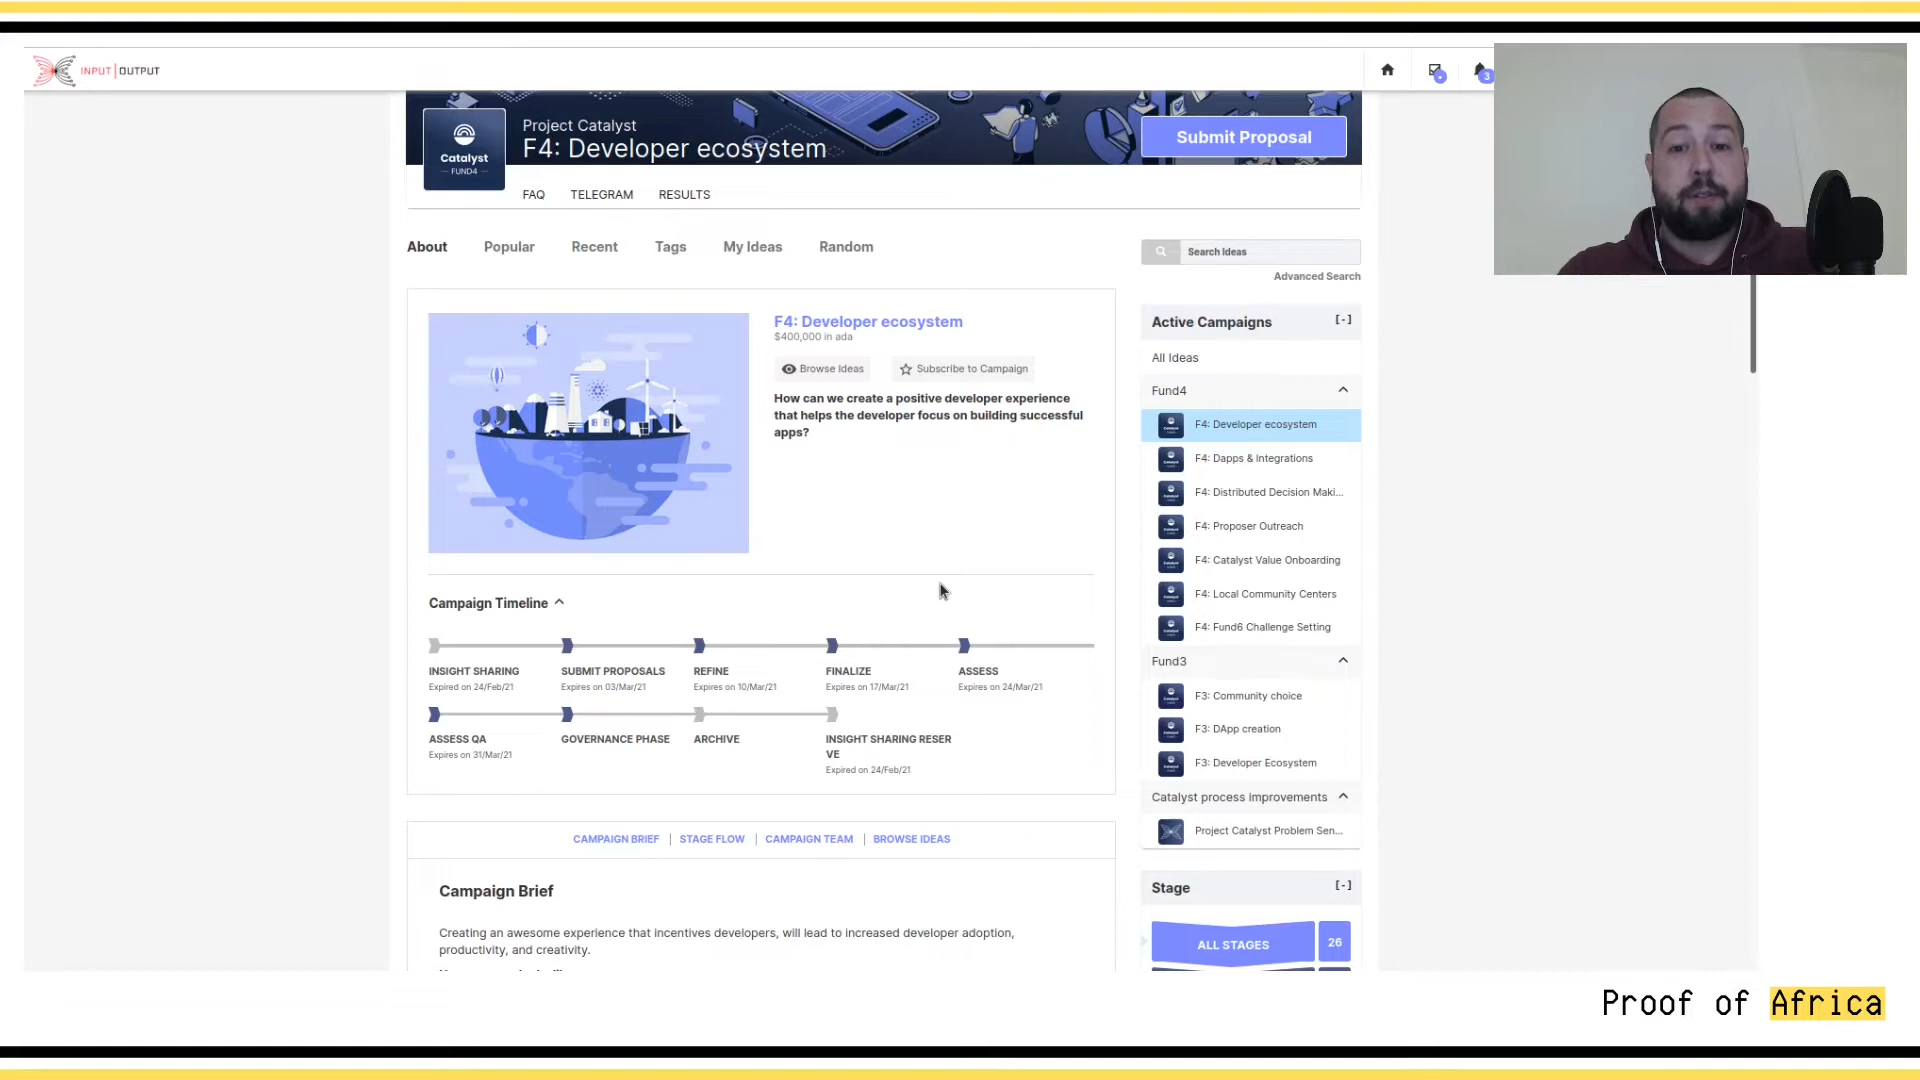 INPUT | OUTPUT
3
Project Catalyst
F4: Developer ecosystem
Submit Proposal
Catalyst
FUND4
FAQ TELEGRAM RESULTS
About Popular Recent Tags My Ideas Random
Search Ideas
Advanced Search
F4: Developer ecosystem
$400,000 in ada
Browse Ideas Subscribe to Campaign
How can we create a positive developer experience
that helps the developer focus on building successful
apps?
Campaign Timeline
INSIGHT SHARING SUBMIT PROPOSALS REFINE FINALIZE ASSESS
Expired on 24/Feb/21 Expires on 03/Mar/21 Expires on 10/Mar/21 Expires on 17/Mar/21 Expires on 24/Mar/21
ASSESS QA GOVERNANCE PHASE ARCHIVE INSIGHT SHARING RESER
VE
Expires on 31/Mar/21
Expired on 24/Feb/21
CAMPAIGN BRIEF | STAGE FLOW | CAMPAIGN TEAM | BROWSE IDEAS
Campaign Brief
Creating an awesome experience that incentives developers, will lead to increased developer adoption,
productivity, and creativity.
Active Campaigns [-]
All Ideas
Fund4
F4: Developer ecosystem
F4: Dapps & Integrations
F4: Distributed Decision Maki...
F4: Proposer Outreach
F4: Catalyst Value Onboarding
F4: Local Community Centers
F4: Fund6 Challenge Setting
Fund3
F3: Community choice
F3: DApp creation
F3: Developer Ecosystem
Catalyst process improvements
Project Catalyst Problem Sen...
Stage [-]
ALL STAGES 26
Proof of Africa